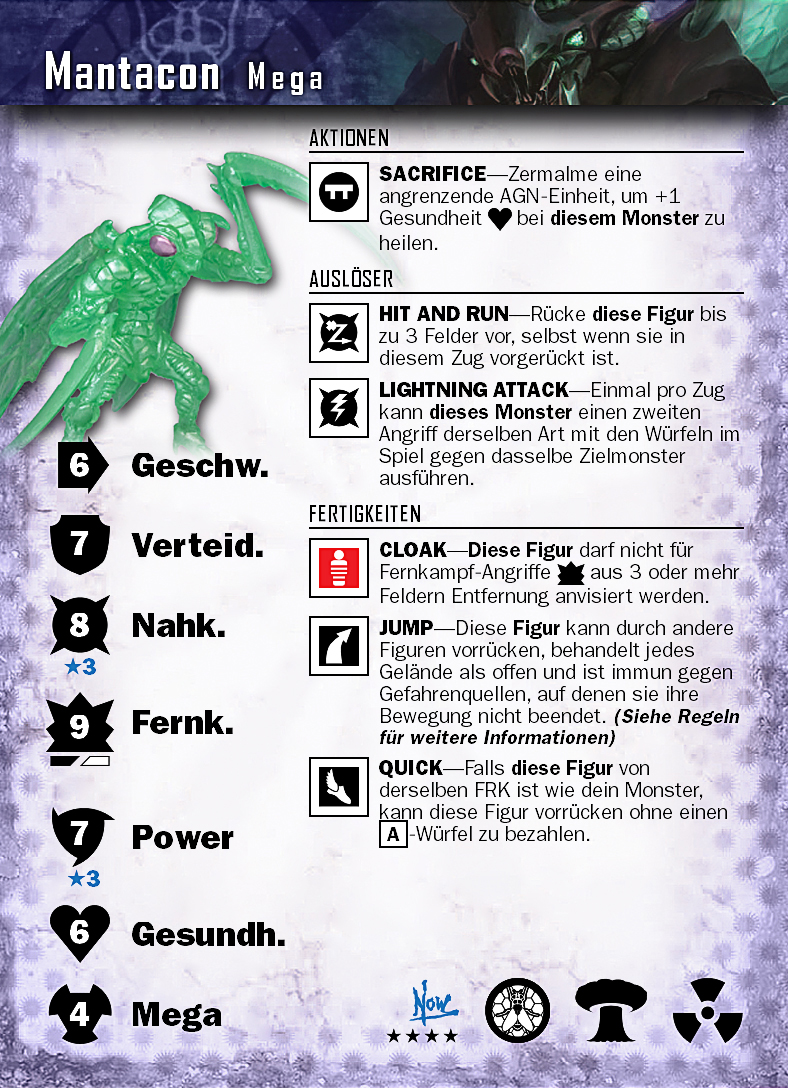 Mantacon Mega
AKTIONEN
SACRIFICE—Zermalme eine
angrenzende AGN-Einheit, um +1
Gesundheit bei diesem Monster zu
heilen.
AUSLÖSER
HIT AND RUN—Rücke diese Figur bis
zu 3 Felder vor, selbst wenn sie in
diesem Zug vorgerückt ist.
LIGHTNING ATTACK—Einmal pro Zug
kann dieses Monster einen zweiten
Angriff derselben Art mit den Würfeln im
Spiel gegen dasselbe Zielmonster
ausführen.
FERTIGKEITEN
CLOAK—Diese Figur darf nicht für
Fernkampf-Angriffe aus 3 oder mehr
Feldern Entfernung anvisiert werden.
JUMP—Diese Figur kann durch andere
Figuren vorrücken, behandelt jedes
Gelände als offen und ist immun gegen
Gefahrenquellen, auf denen sie ihre
Bewegung nicht beendet. (Siehe Regeln
für weitere Informationen)
QUICK—Falls diese Figur von
derselben FRK ist wie dein Monster,
kann diese Figur vorrücken ohne einen
A-Würfel zu bezahlen.
6 Geschw.
7 Verteid.
8 Nahk.
★3
9 Fernk.
7 Power
★3
6 Gesundh.
4 Mega
Now
★★★★